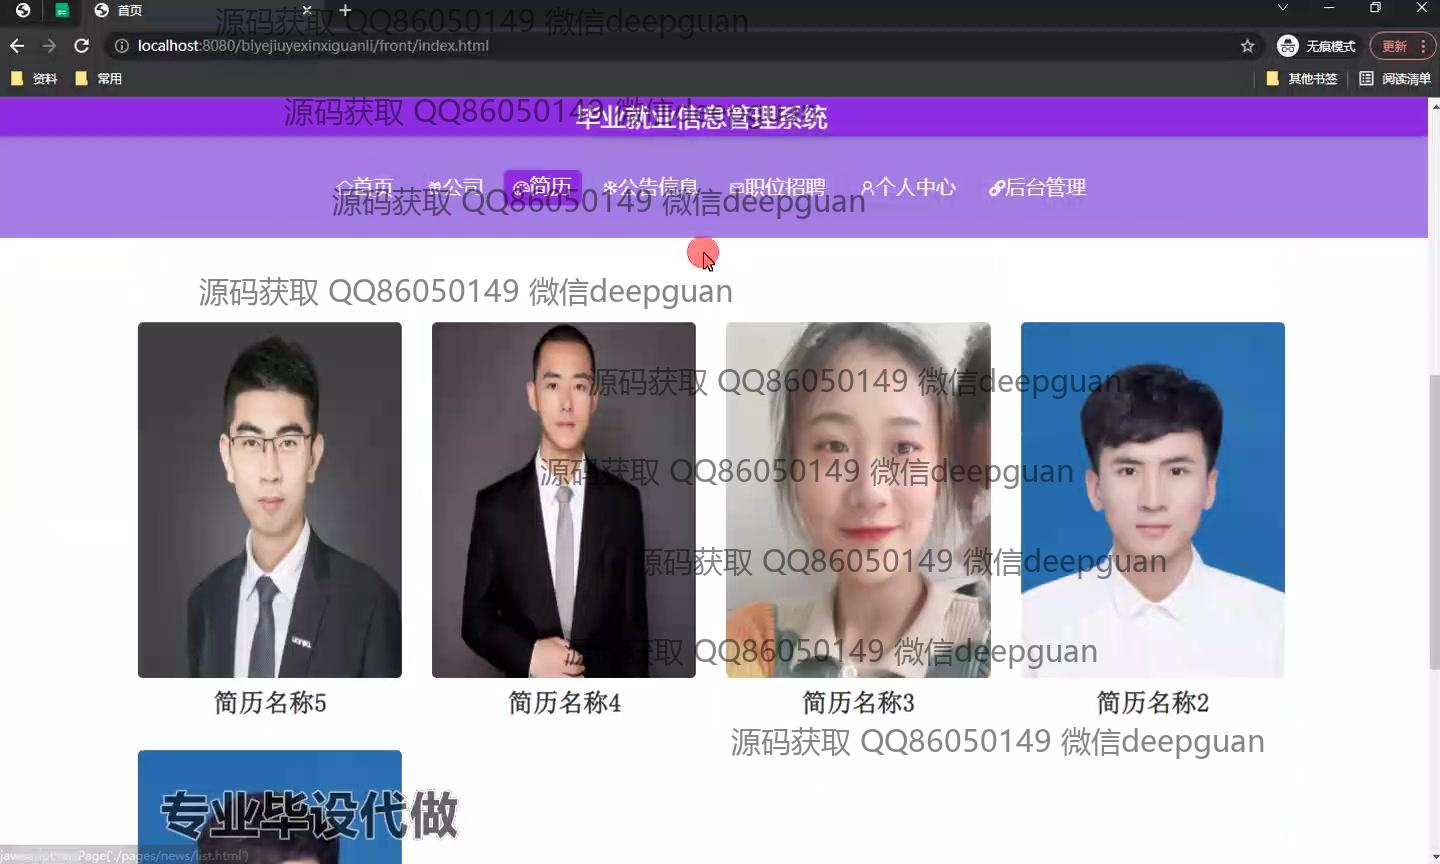 首页
源码获取 QQ86050149 微信deepguan
localhost:8080/biyejiuyexinxiguanli/front/index.html
无痕模式
更新
资料
常用
其他书签
阅读清单
源码获取 QQ86050149 微信deepguan
毕业就业信息管理系统
首页
公司
简历
公告信息
职位招聘
个人中心
后台管理
源码获取 QQ86050149 微信deepguan
源码获取 QQ86050149 微信deepguan
源码获取 QQ86050149 微信deepguan
源码获取 QQ86050149 微信deepguan
源码获取 QQ86050149 微信deepguan
源码获取 QQ86050149 微信deepguan
简历名称5
简历名称4
简历名称3
简历名称2
源码获取 QQ86050149 微信deepguan
专业毕设代做
Page('./pages/news/list.html')